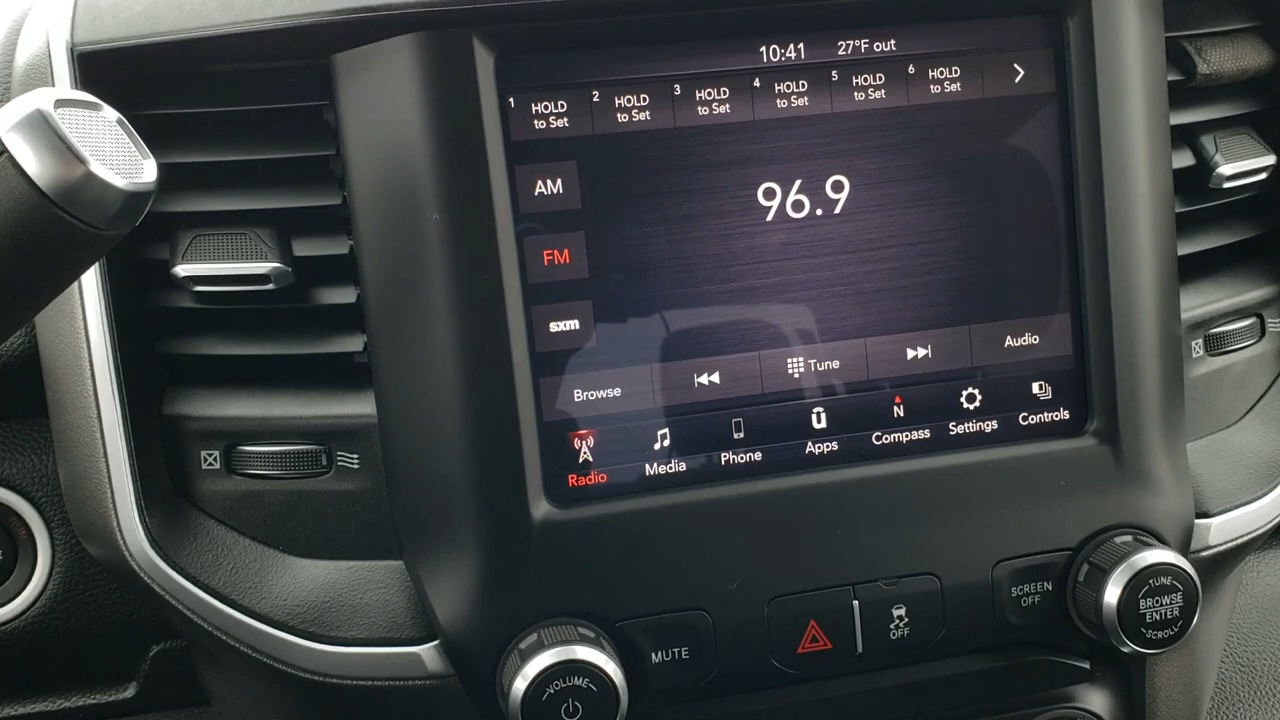 10:41 27°F out
1 HOLD to Set
2 HOLD to Set
3 HOLD to Set
4 HOLD to Set
5 HOLD to Set
6 HOLD to Set
AM
96.9
FM
sxm
Browse
Tune
Audio
Radio
Media
Phone
Apps
N
Compass
Settings
Controls
MUTE
OFF
SCREEN
OFF
VOLUME
TUNE
BROWSE
ENTER
SCROLL